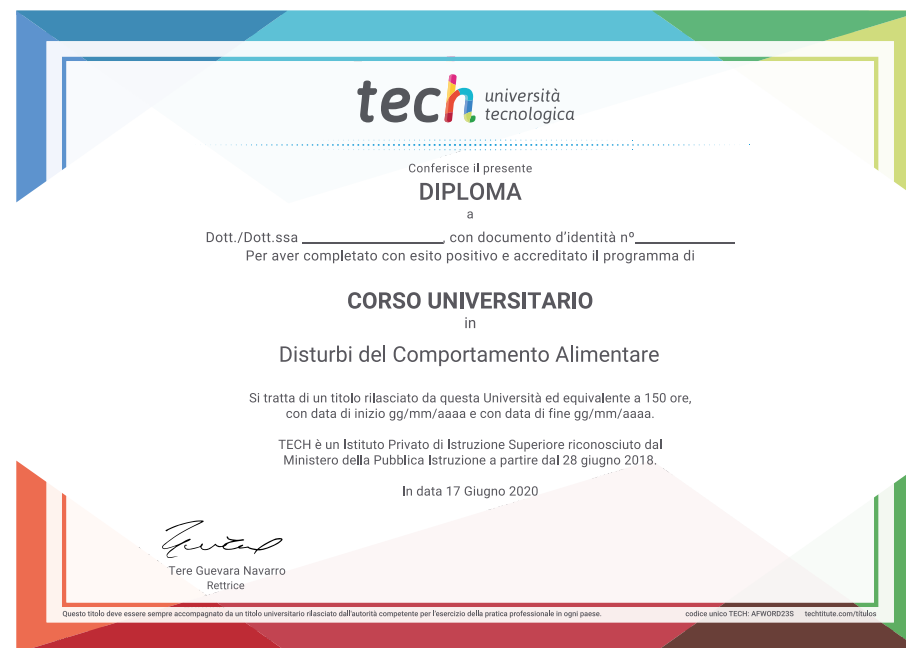 tech università
tecnologica
Conferisce il presente
DIPLOMA
a
Dott./Dott.ssa ________________, con documento d'identità nº____________
Per aver completato con esito positivo e accreditato il programma di
CORSO UNIVERSITARIO
in
Disturbi del Comportamento Alimentare
Si tratta di un titolo rilasciato da questa Università ed equivalente a 150 ore,
con data di inizio gg/mm/aaaa e con data di fine gg/mm/aaaa.
TECH è un Istituto Privato di Istruzione Superiore riconosciuto dal
Ministero della Pubblica Istruzione a partire dal 28 giugno 2018.
In data 17 Giugno 2020
Tere Guevara Navarro
Rettrice
Questo titolo deve essere sempre accompagnato da un titolo universitario rilasciato dall'autorità competente per l'esercizio della pratica professionale in ogni paese. codice unico TECH: AFWORD23S techtitute.com/titulos